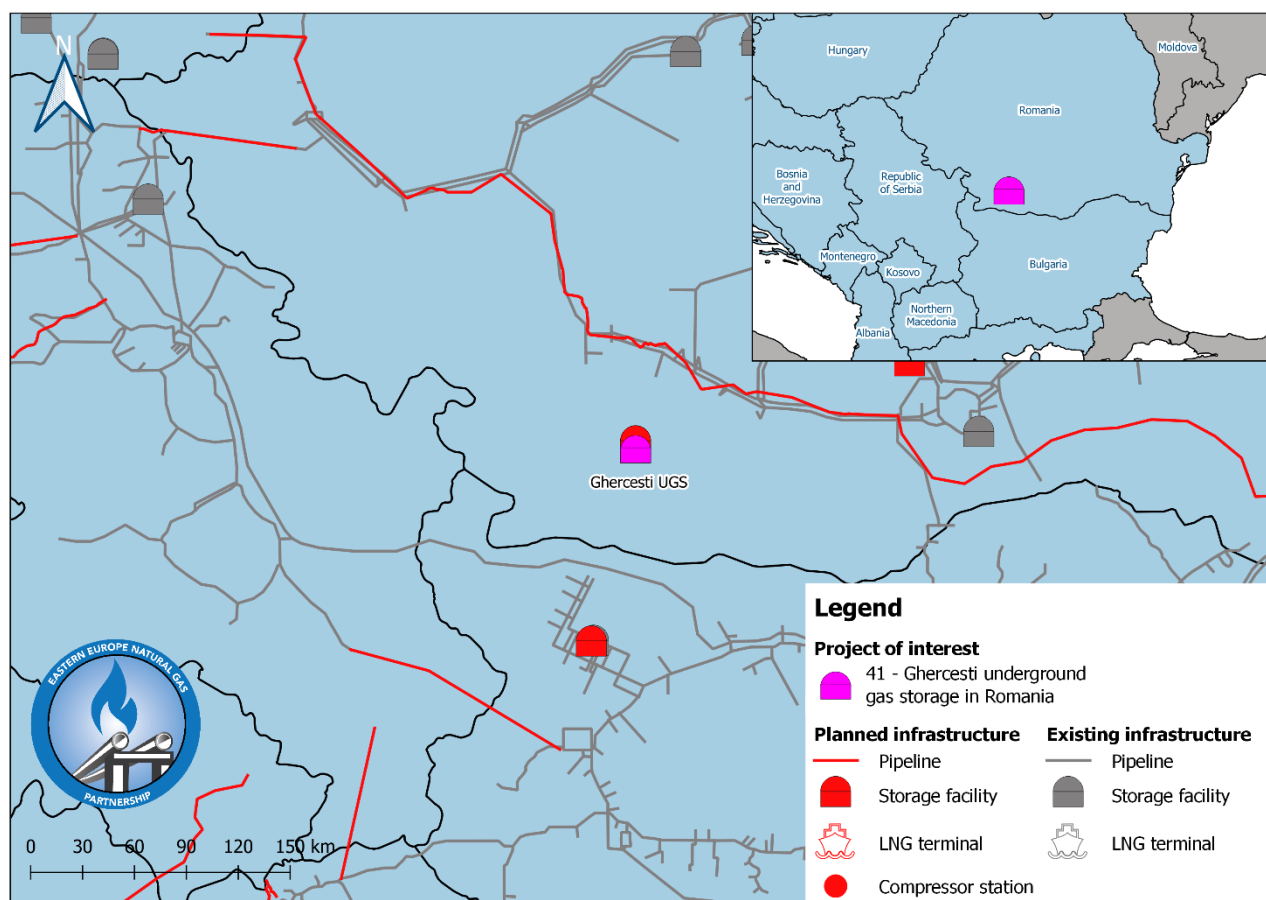 N
Hungary
Moldova
Romania
Bosnia
and
Herzegovina
Republic
of Serbia
Montenegro
Kosovo
Bulgaria
Northern
Macedonia
Albania
Ghercesti UGS
EASTERN EUROPE NATURAL GAS
PARTNERSHIP
0 30 60 90 120 150 km
Legend
Project of interest
41 - Ghercesti underground
gas storage in Romania
Planned infrastructure
Pipeline
Storage facility
LNG terminal
Compressor station
Existing infrastructure
Pipeline
Storage facility
LNG terminal